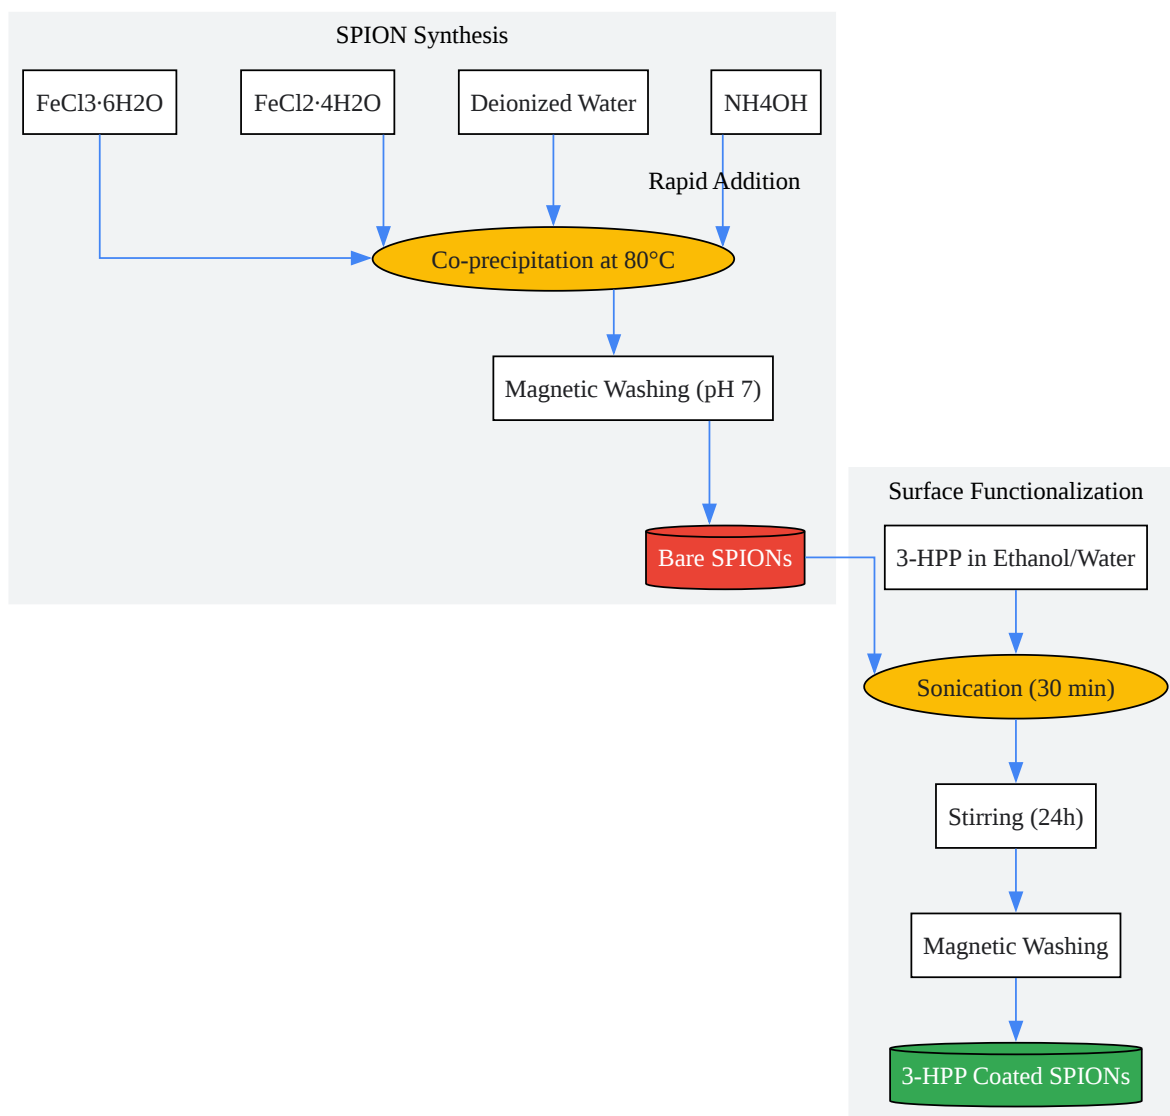 SPION Synthesis
FeCl3·6H2O
FeCl2·4H2O
Deionized Water
NH4OH
Rapid Addition
Co-precipitation at 80°C
Magnetic Washing (pH 7)
Bare SPIONs
Surface Functionalization
3-HPP in Ethanol/Water
Sonication (30 min)
Stirring (24h)
Magnetic Washing
3-HPP Coated SPIONs